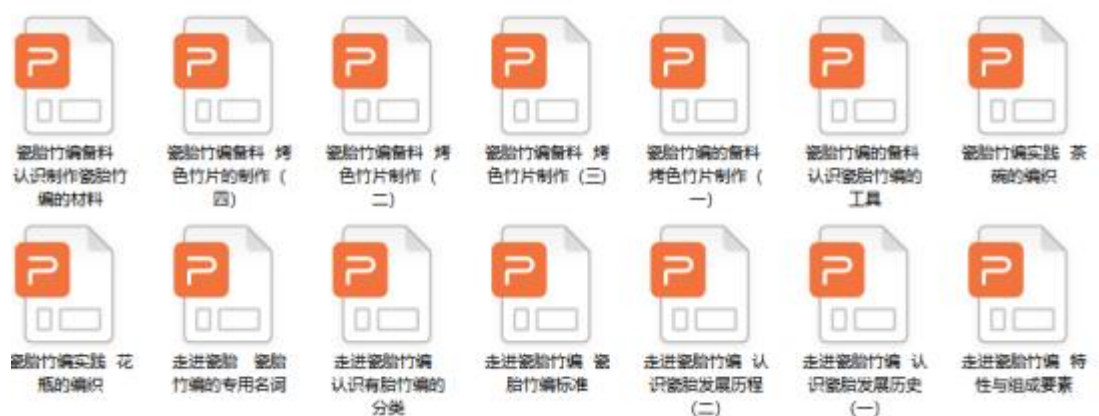 瓷胎竹编备料
认识制作瓷胎竹
编的材料
瓷胎竹编备料 烤
色竹片的制作（
四）
瓷胎竹编备料 烤
色竹片制作（
二）
瓷胎竹编备料 烤
色竹片制作（三）
瓷胎竹编的备料
烤色竹片制作（
一）
瓷胎竹编的备料
认识瓷胎竹编的
工具
瓷胎竹编实践 茶
碗的编织
瓷胎竹编实践 花
瓶的编织
走进瓷胎 瓷胎
竹编的专用名词
走进瓷胎竹编
认识有胎竹编的
分类
走进瓷胎竹编 瓷
胎竹编标准
走进瓷胎竹编 认
识瓷胎发展历程
（二）
走进瓷胎竹编 认
识瓷胎发展历史
（一）
走进瓷胎竹编 特
性与组成要素